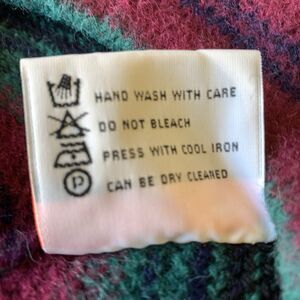 HAND WASH WITH CARE
DO NOT BLEACH
PRESS WITH COOL IRON
P CAN BE DRY CLEANED